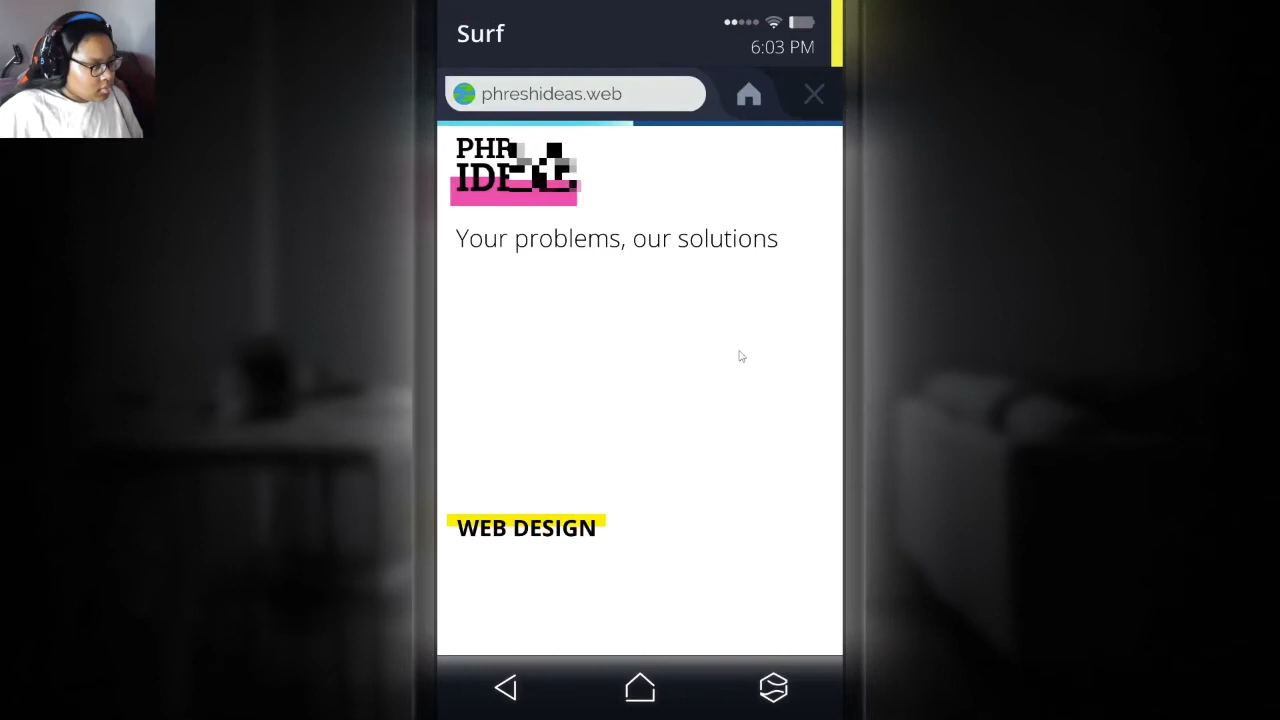 Surf
6:03 PM
phreshideas.web
PHR
IDE
Your problems, our solutions
WEB DESIGN